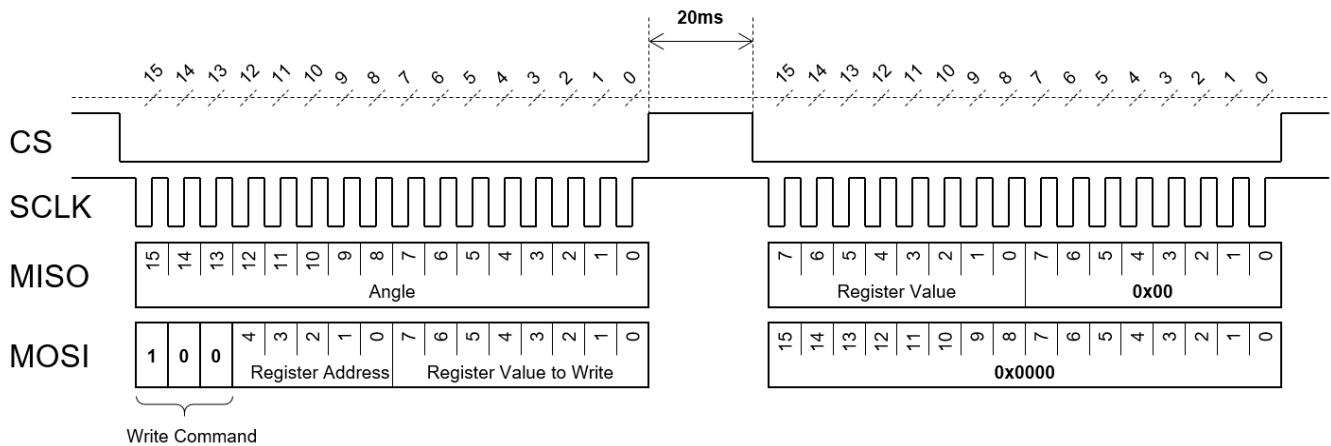 20ms
15 14 13 12 11 10 9 8 7 6 5 4 3 2 1 0 15 14 13 12 11 10 9 8 7 6 5 4 3 2 1 0
CS
SCLK
MISO
15 14 13 12 11 10 9 8 7 6 5 4 3 2 1 0 7 6 5 4 3 2 1 0 7 6 5 4 3 2 1 0
Angle Register Value 0x00
MOSI
1 0 0 4 3 2 1 0 7 6 5 4 3 2 1 0 15 14 13 12 11 10 9 8 7 6 5 4 3 2 1 0
Register Address Register Value to Write 0x0000
Write Command